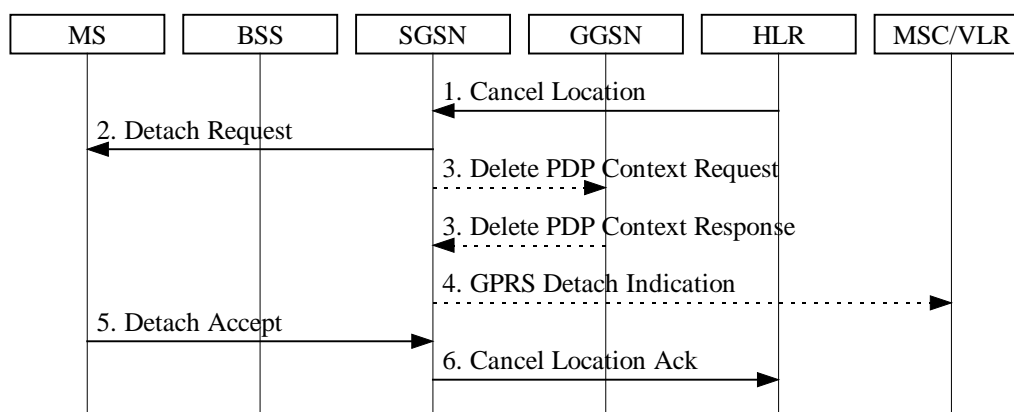 MS
BSS
SGSN
GGSN
HLR
MSC/VLR
1. Cancel Location
2. Detach Request
3. Delete PDP Context Request
3. Delete PDP Context Response
4. GPRS Detach Indication
5. Detach Accept
6. Cancel Location Ack